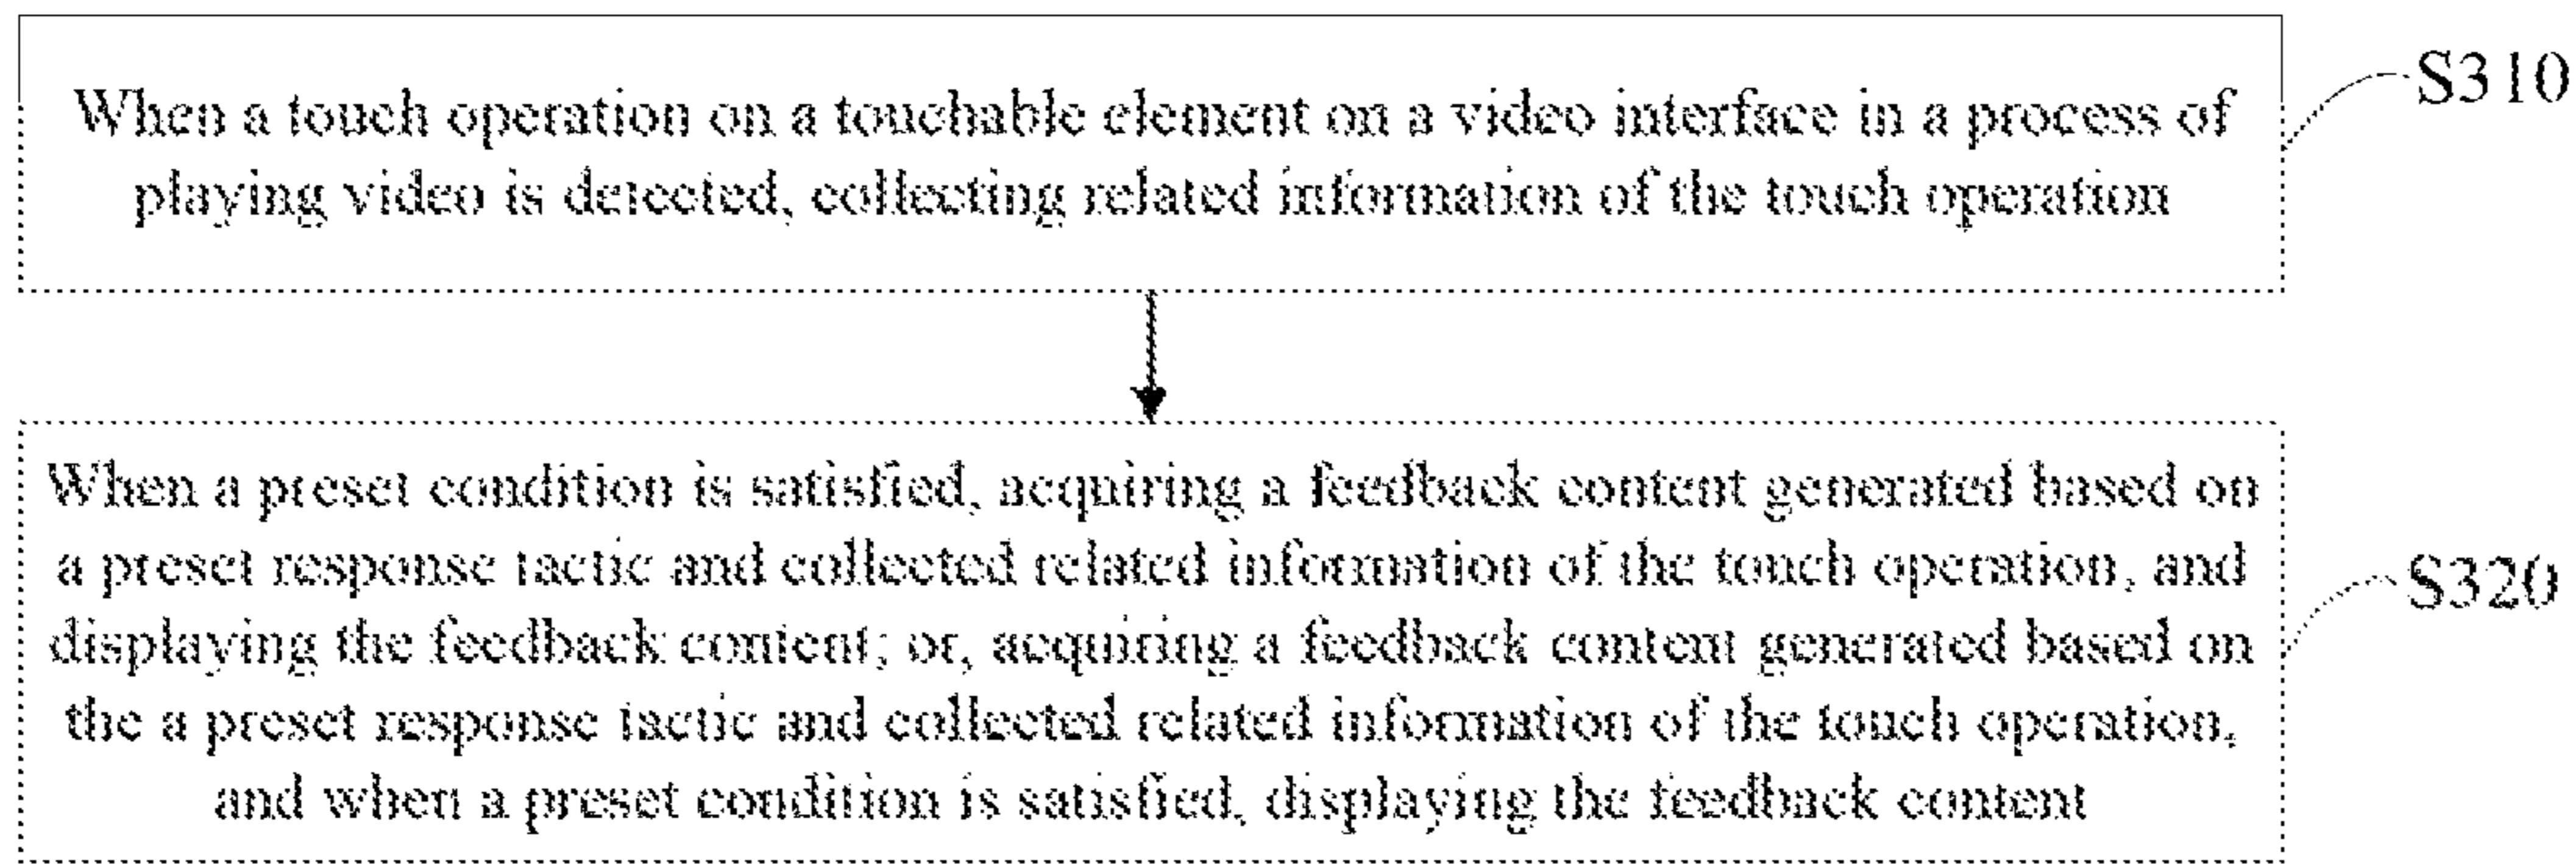 When a touch operation on a touchable element on a video interface in a process of
playing video is detected, collecting related information of the touch operation
S310
When a preset condition is satisfied, acquiring a feedback content generated based on
a preset response tactic and collected related information of the touch operation, and
displaying the feedback content; or, acquiring a feedback content generated based on
the a preset response tactic and collected related information of the touch operation,
and when a preset condition is satisfied, displaying the feedback content
S320